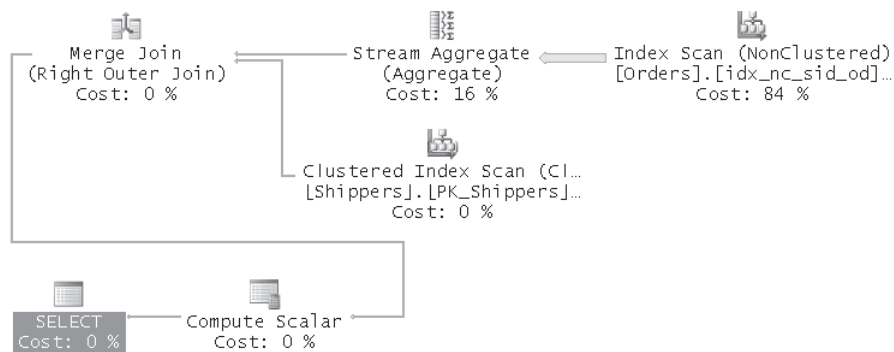 Merge Join
(Right Outer Join)
Cost: 0 %
Stream Aggregate
(Aggregate)
Cost: 16 %
Index Scan (NonClustered)
[Orders].[idx_nc_sid_od]…
Cost: 84 %
Clustered Index Scan (Cl…
[Shippers].[PK_Shippers]…
Cost: 0 %
SELECT
Cost: 0 %
Compute Scalar
Cost: 0 %